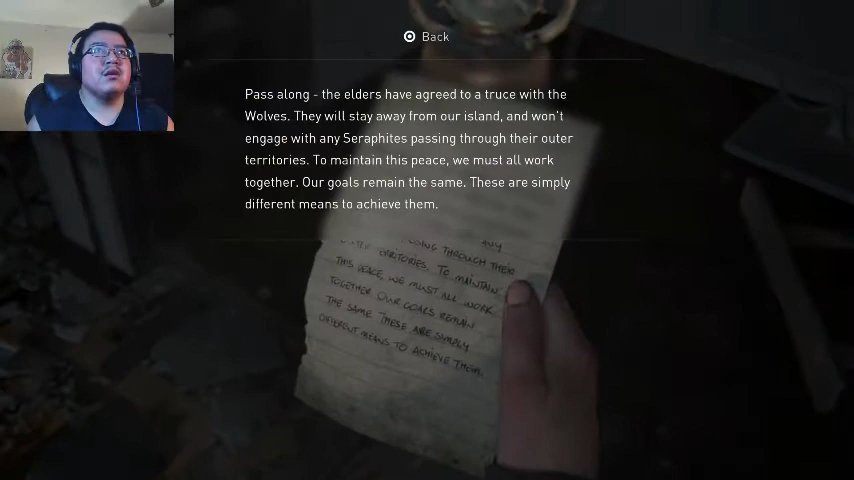 Back
Pass along - the elders have agreed to a truce with the
Wolves. They will stay away from our island, and won't
engage with any Seraphites passing through their outer
territories. To maintain this peace, we must all work
together. Our goals remain the same. These are simply
different means to achieve them.
ANY
THROUGH THEIR
TERRITORIES. TO MAINTAIN
THIS PEACE, WE MUST ALL WORK
TOGETHER. OUR GOALS REMAIN
THE SAME. THESE ARE SIMPLY
DIFFERENT MEANS TO ACHIEVE THEM.